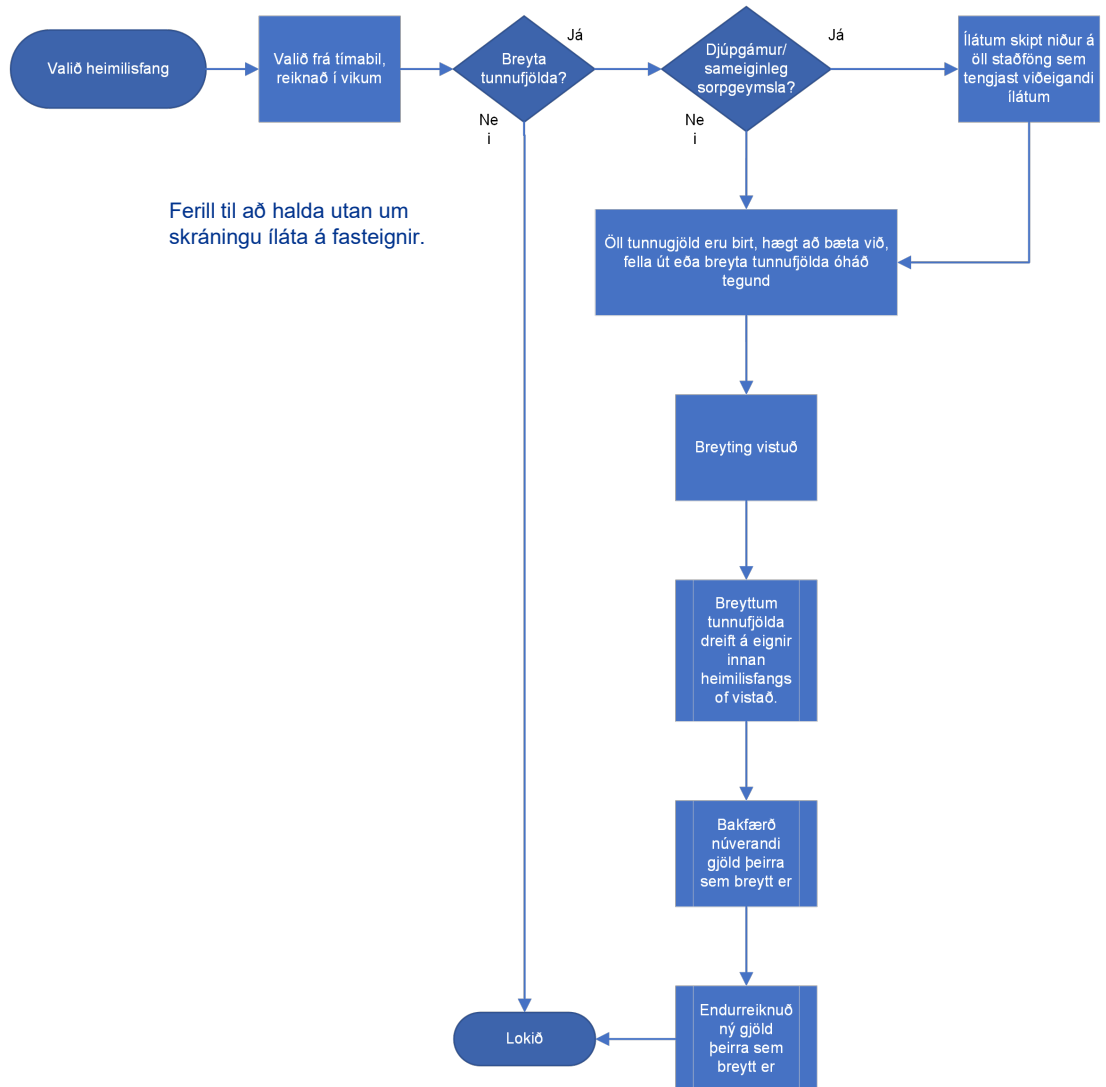 Valið heimilisfang
Valið frá tímabil,
reiknað í vikum
Breyta
tunnufjölda?
Já
Ne
i
Djúpgámur/
sameiginleg
sorpgeymsla?
Já
Ne
i
Ílátum skipt niður á
öll staðföng sem
tengjast viðeigandi
ílátum
Ferill til að halda utan um
skráningu íláta á fasteignir.
Öll tunnugjöld eru birt, hægt að bæta við,
fella út eða breyta tunnufjölda óháð
tegund
Breyting vistuð
Breyttum
tunnufjölda
dreift á eignir
innan
heimilisfangs
of vistað.
Bakfærð
núverandi
gjöld þeirra
sem breytt er
Endurreiknuð
ný gjöld
þeirra sem
breytt er
Lokið